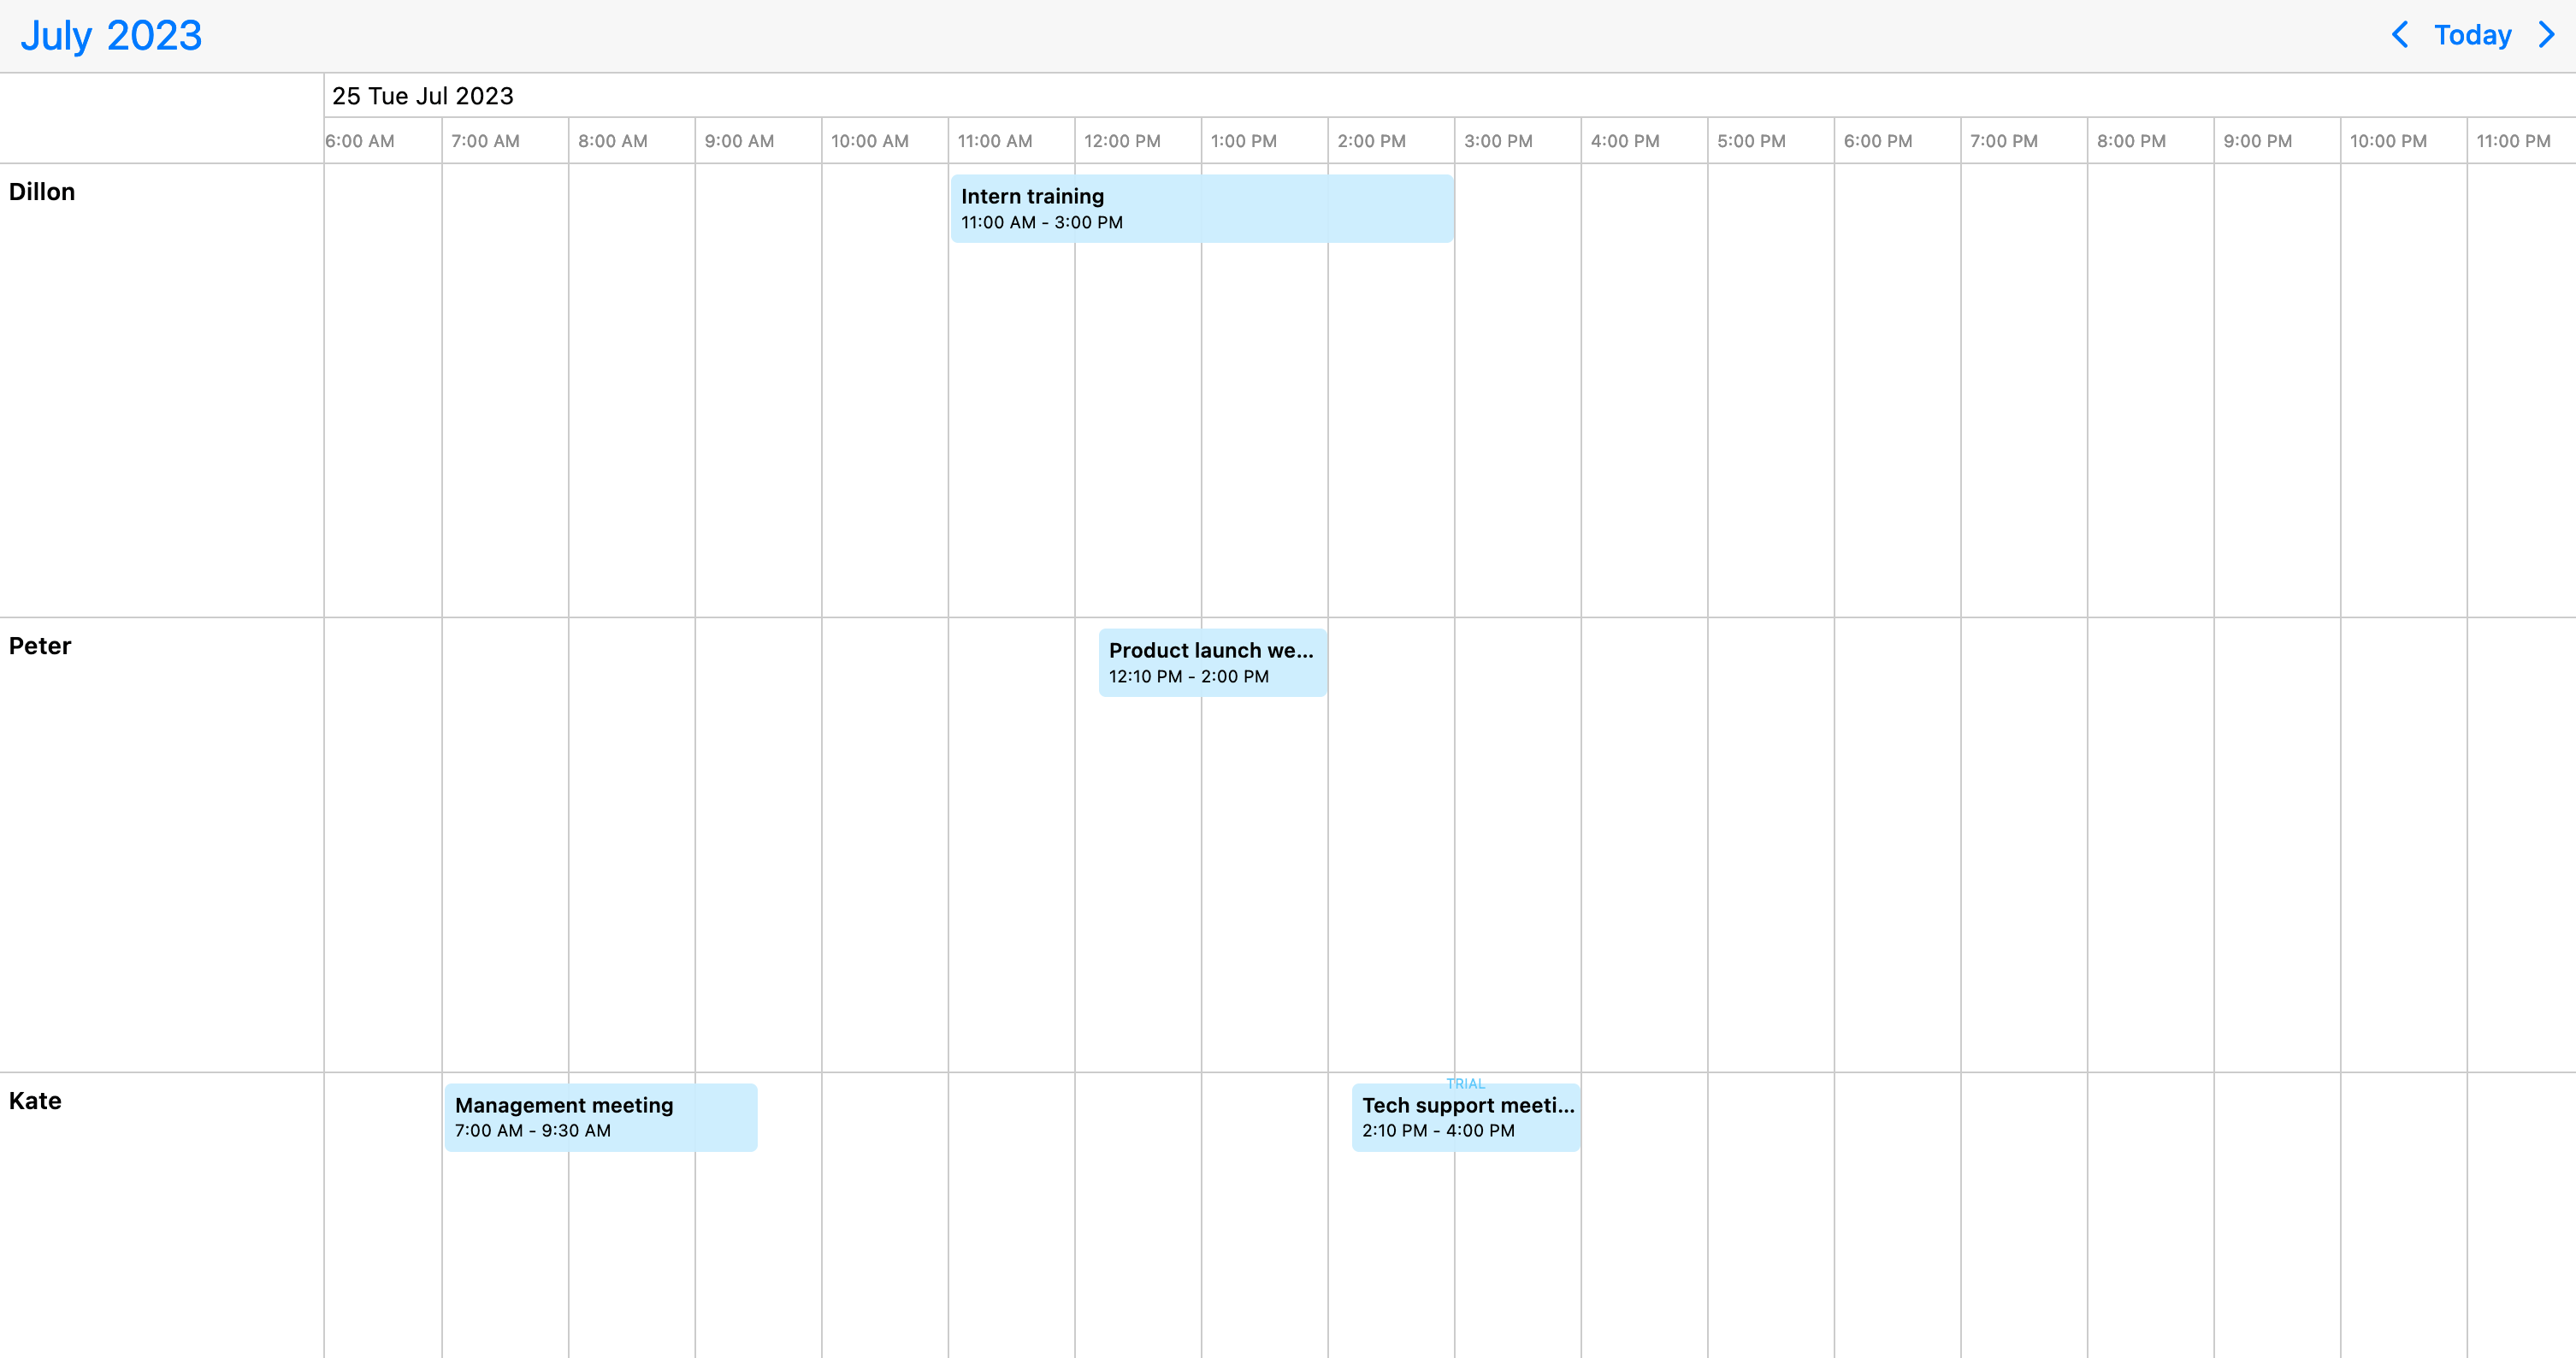 July 2023
Today
25 Tue Jul 2023
6:00 AM 7:00 AM 8:00 AM 9:00 AM 10:00 AM 11:00 AM 12:00 PM 1:00 PM 2:00 PM 3:00 PM 4:00 PM 5:00 PM 6:00 PM 7:00 PM 8:00 PM 9:00 PM 10:00 PM 11:00 PM
Dillon
Intern training
11:00 AM - 3:00 PM
Peter
Product launch we...
12:10 PM - 2:00 PM
Kate
Management meeting
7:00 AM - 9:30 AM
TRIAL
Tech support meeti...
2:10 PM - 4:00 PM